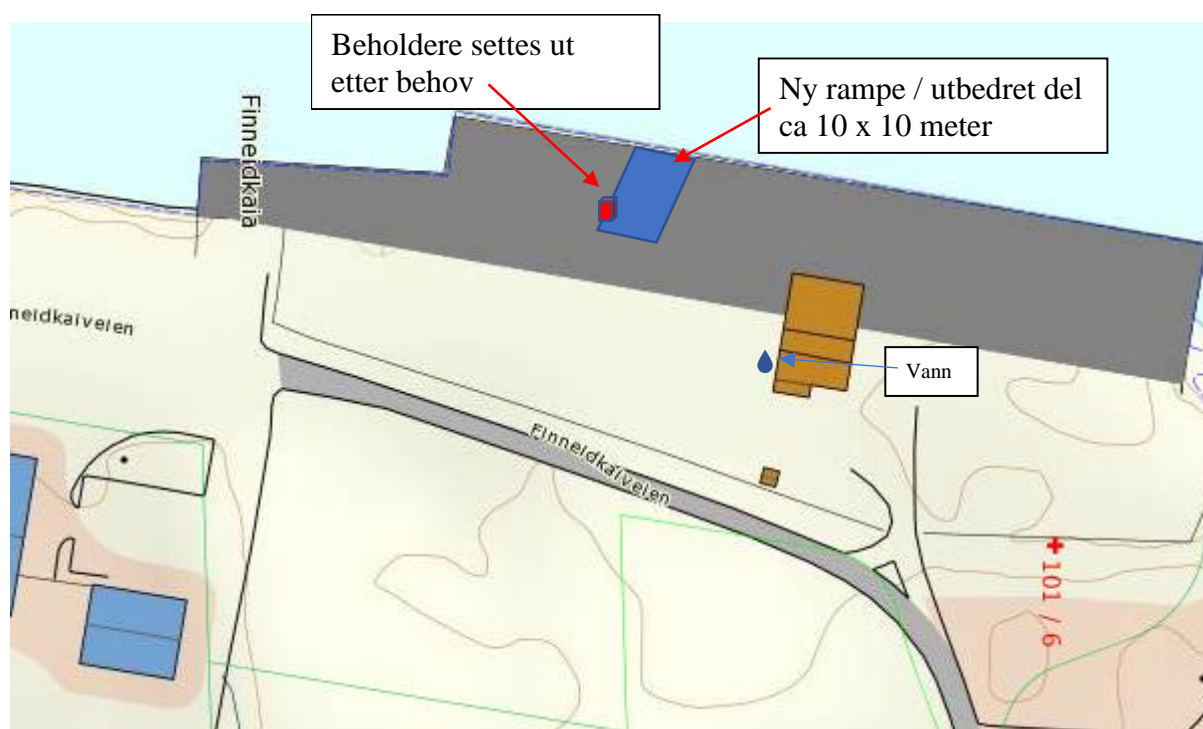 Beholdere settes ut
etter behov
Ny rampe / utbedret del
ca 10 x 10 meter
Finneidkaia
neidkaiveien
Vann
Finneidkaiveien
101 / 6